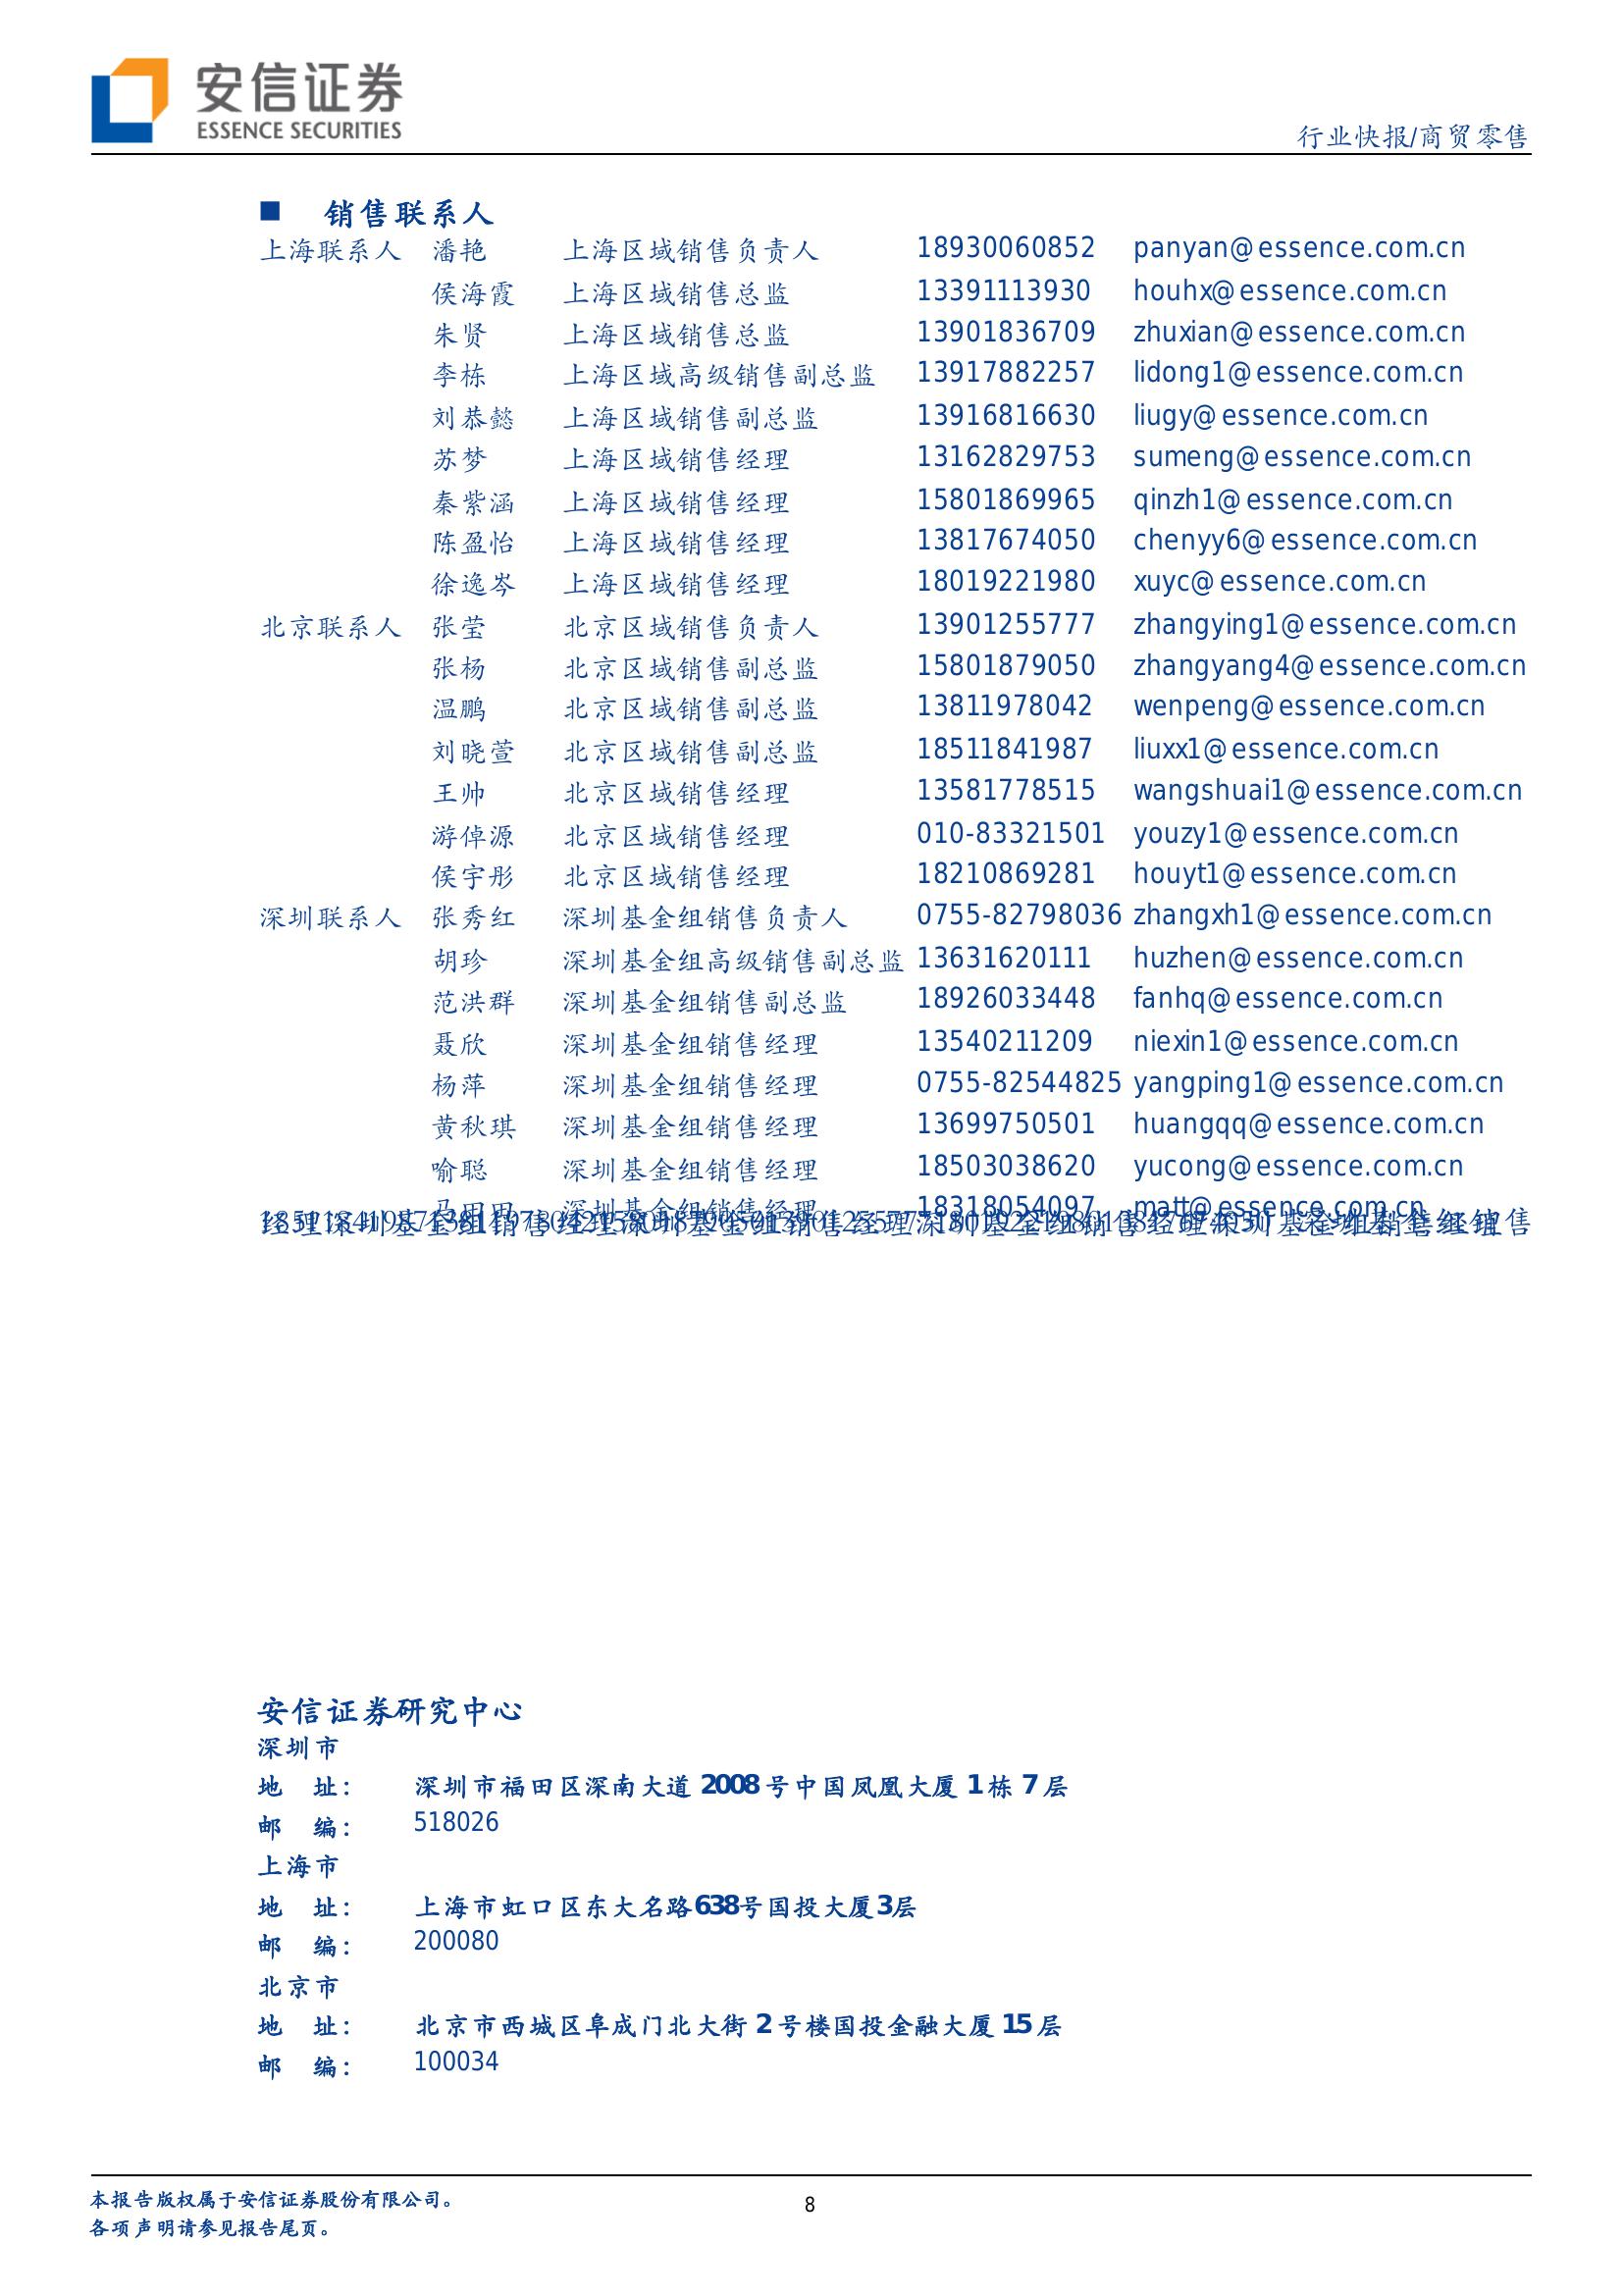 安信证券
ESSENCE SECURITIES
行业快报/商贸零售
■ 销售联系人
上海联系人 潘艳 上海区域销售负责人 18930060852 panyan@essence.com.cn
侯海霞 上海区域销售总监 13391113930 houhx@essence.com.cn
朱贤 上海区域销售总监 13901836709 zhuxian@essence.com.cn
李栋 上海区域高级销售副总监 13917882257 lidong1@essence.com.cn
刘恭懿 上海区域销售副总监 13916816630 liugy@essence.com.cn
苏梦 上海区域销售经理 13162829753 sumeng@essence.com.cn
秦紫涵 上海区域销售经理 15801869965 qinzh1@essence.com.cn
陈盈怡 上海区域销售经理 13817674050 chenyy6@essence.com.cn
徐逸岑 上海区域销售经理 18019221980 xuyc@essence.com.cn
北京联系人 张莹 北京区域销售负责人 13901255777 zhangying1@essence.com.cn
张杨 北京区域销售副总监 15801879050 zhangyang4@essence.com.cn
温鹏 北京区域销售副总监 13811978042 wenpeng@essence.com.cn
刘晓萱 北京区域销售副总监 18511841987 liuxx1@essence.com.cn
王帅 北京区域销售经理 13581778515 wangshuai1@essence.com.cn
游倬源 北京区域销售经理 010-83321501 youzy1@essence.com.cn
侯宇彤 北京区域销售经理 18210869281 houyt1@essence.com.cn
深圳联系人 张秀红 深圳基金组销售负责人 0755-82798036 zhangxh1@essence.com.cn
胡珍 深圳基金组高级销售副总监 13631620111 huzhen@essence.com.cn
范洪群 深圳基金组销售副总监 18926033448 fanhq@essence.com.cn
聂欣 深圳基金组销售经理 13540211209 niexin1@essence.com.cn
杨萍 深圳基金组销售经理 0755-82544825 yangping1@essence.com.cn
黄秋琪 深圳基金组销售经理 13699750501 huangqq@essence.com.cn
喻聪 深圳基金组销售经理 18503038620 yucong@essence.com.cn
马田田 深圳基金组销售经理 18318054097 matt@essence.com.cn
安信证券研究中心
深圳市
地 址： 深圳市福田区深南大道 2008 号中国凤凰大厦 1 栋 7 层
邮 编： 518026
上海市
地 址： 上海市虹口区东大名路638号国投大厦3层
邮 编： 200080
北京市
地 址： 北京市西城区阜成门北大街 2 号楼国投金融大厦 15 层
邮 编： 100034
本报告版权属于安信证券股份有限公司。
各项声明请参见报告尾页。
8